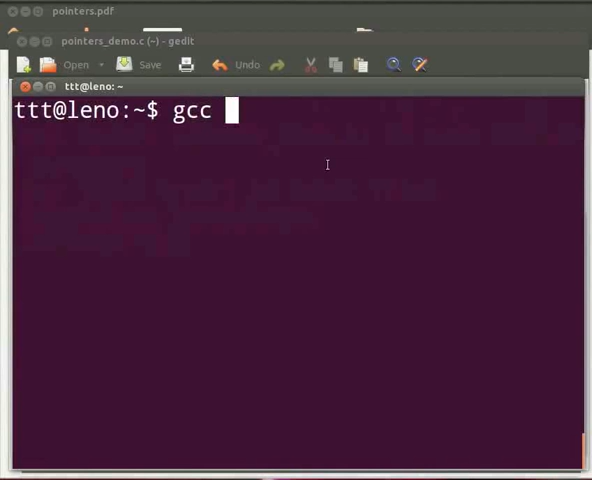 pointers.pdf
pointers_demo.c (~) - gedit
Open Save Undo
ttt@leno: ~
ttt@leno:~$ gcc